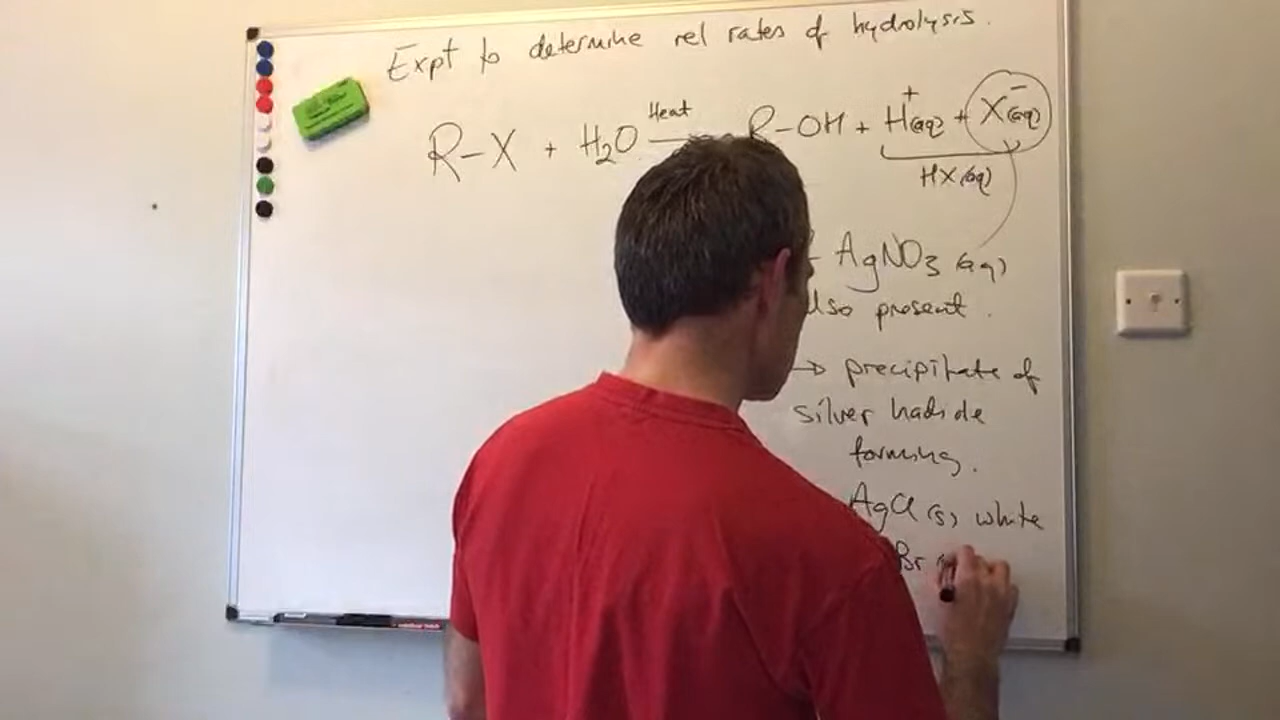 Expt to determine rel rates of hydrolysis.
R-X + H2O Heat R-OH + H+(aq) + X-(aq)
HX(aq)
AgNO3 (aq)
also present.
→ precipitate of
silver halide
forming.
AgCl (s) white
Br